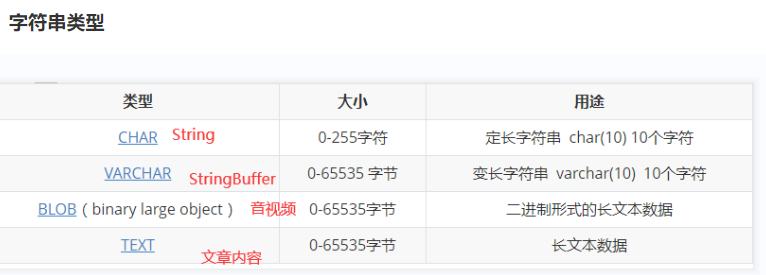 字符串类型
类型 大小 用途
CHAR String 0-255字符 定长字符串 char(10) 10个字符
VARCHAR StringBuffer 0-65535 字节 变长字符串 varchar(10) 10个字符
BLOB ( binary large object ) 音视频 0-65535字节 二进制形式的长文本数据
TEXT 文章内容 0-65535字节 长文本数据